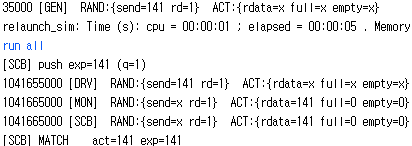 35000 [GEN] RAND:{send=141 rd=1} ACT:{rdata=x full=x empty=x}
relaunch_sim: Time (s): cpu = 00:00:01 ; elapsed = 00:00:05 . Memory
run all
[SCB] push exp=141 (q=1)
1041655000 [DRV] RAND:{send=141 rd=1} ACT:{rdata=x full=x empty=x}
1041665000 [MON] RAND:{send=x rd=1} ACT:{rdata=141 full=0 empty=0}
1041665000 [SCB] RAND:{send=x rd=1} ACT:{rdata=141 full=0 empty=0}
[SCB] MATCH act=141 exp=141